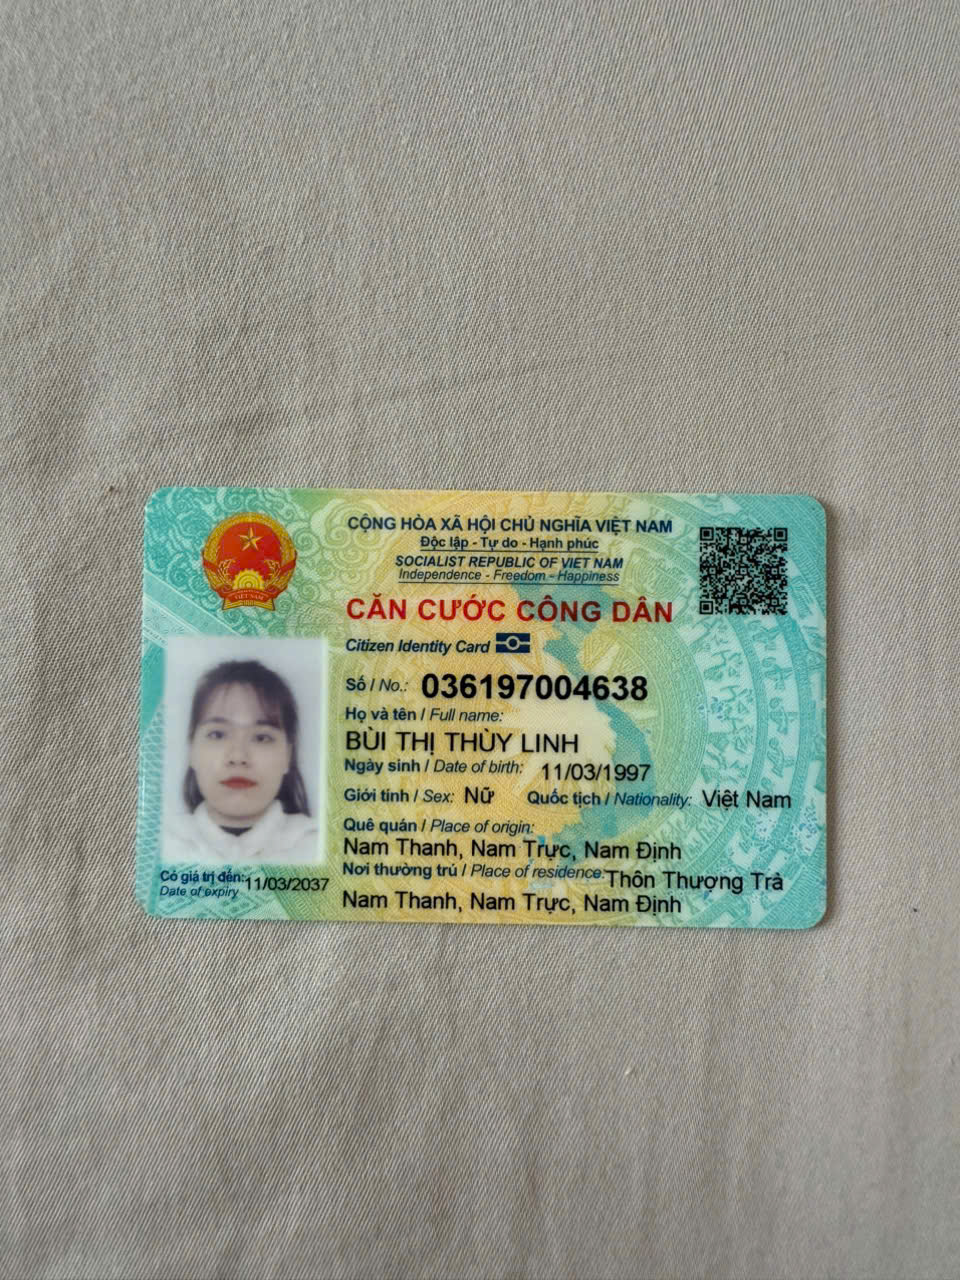 CỘNG HÒA XÃ HỘI CHỦ NGHĨA VIỆT NAM
Độc lập - Tự do - Hạnh phúc
SOCIALIST REPUBLIC OF VIET NAM
Independence - Freedom - Happiness
CĂN CƯỚC CÔNG DÂN
Citizen Identity Card
Số / No.: 036197004638
Họ và tên / Full name:
BÙI THỊ THÙY LINH
Ngày sinh / Date of birth: 11/03/1997
Giới tính / Sex: Nữ Quốc tịch / Nationality: Việt Nam
Quê quán / Place of origin:
Nam Thanh, Nam Trực, Nam Định
Nơi thường trú / Place of residence: Thôn Thượng Trà
Nam Thanh, Nam Trực, Nam Định
Có giá trị đến: 11/03/2037
Date of expiry
VIỆT NAM